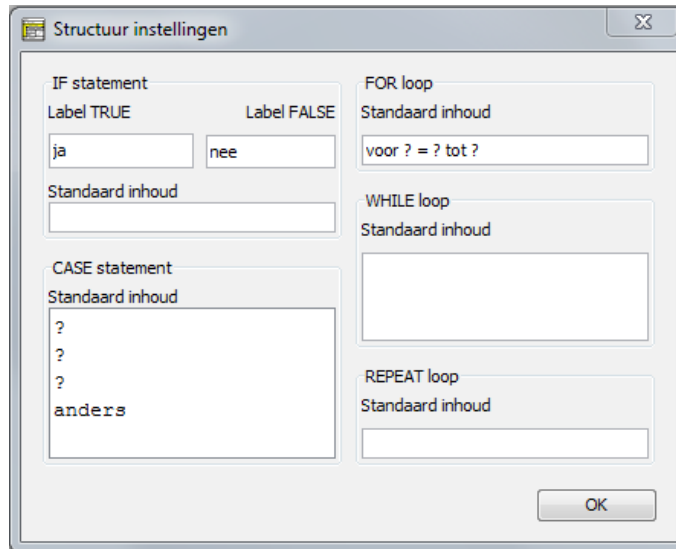 Structuur instellingen
IF statement
Label TRUE
Label FALSE
ja
nee
Standaard inhoud
CASE statement
Standaard inhoud
?
?
?
anders
FOR loop
Standaard inhoud
voor ? = ? tot ?
WHILE loop
Standaard inhoud
REPEAT loop
Standaard inhoud
OK